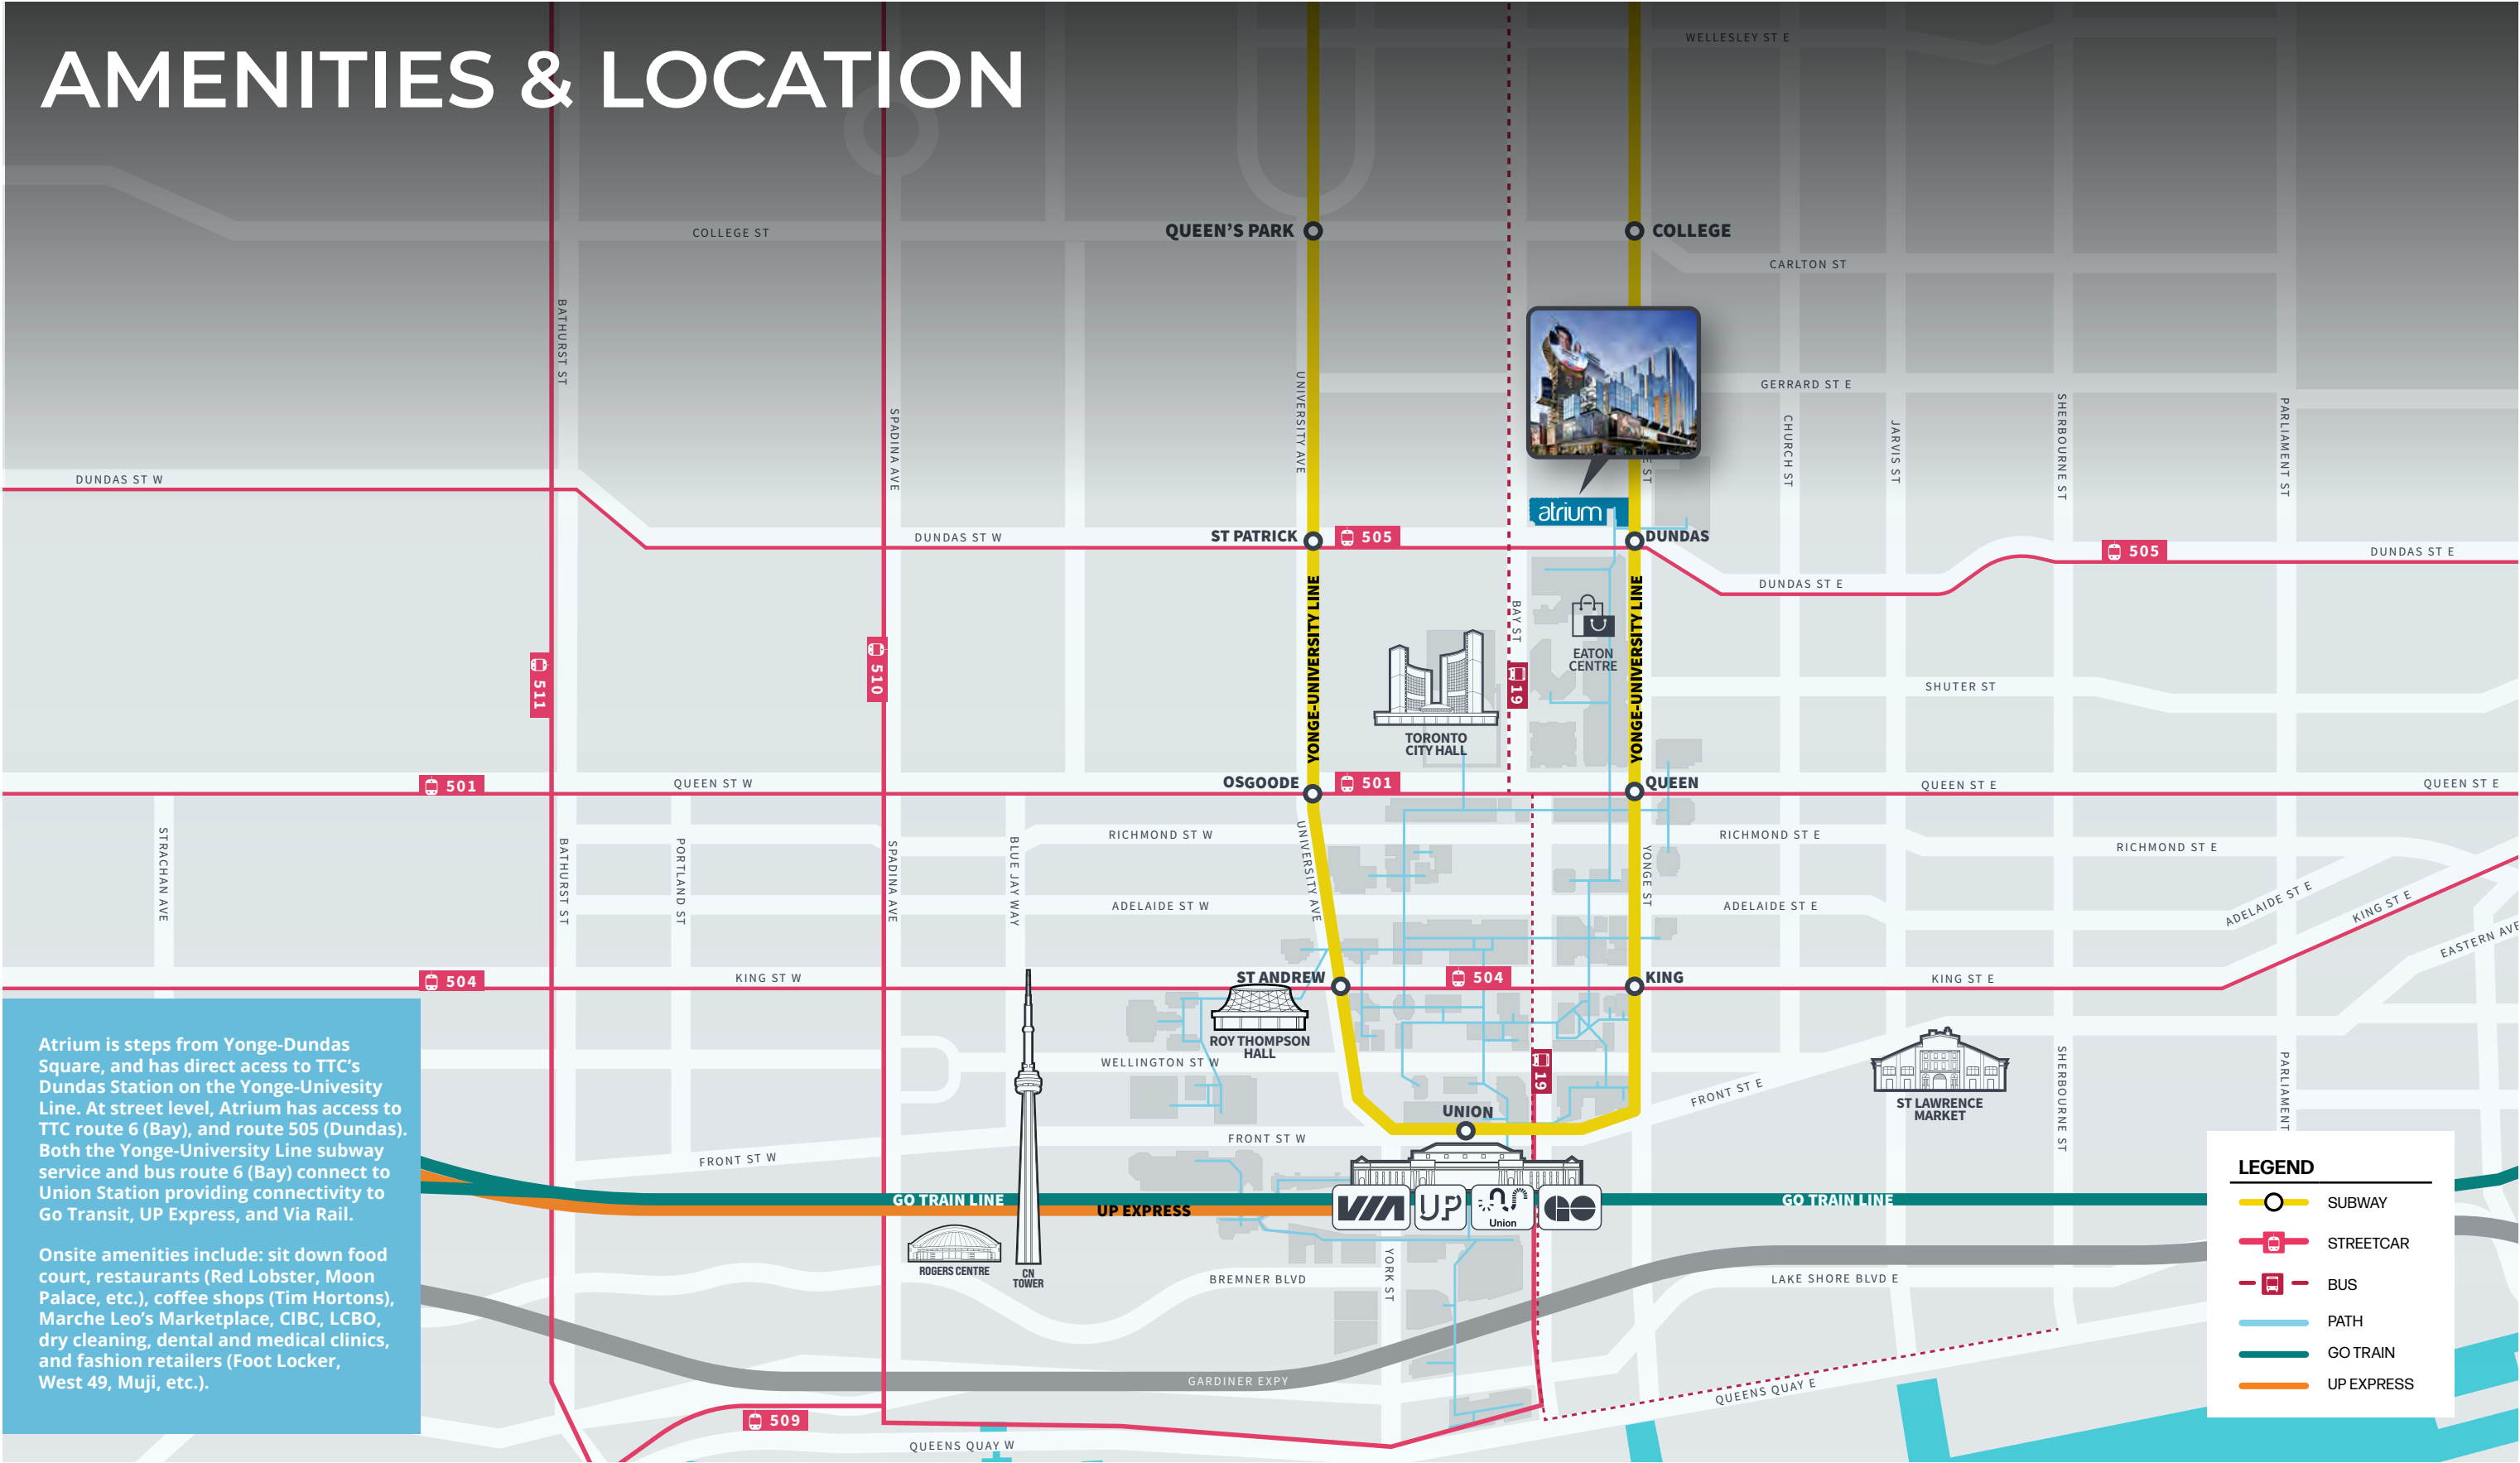 AMENITIES & LOCATION
WELLESLEY ST E
COLLEGE ST
QUEEN'S PARK
COLLEGE
CARLTON ST
BATHURST ST
SPADINA AVE
UNIVERSITY AVE
GERRARD ST E
CHURCH ST
JARVIS ST
SHERBOURNE ST
PARLIAMENT ST
E ST
DUNDAS ST W
atrium
DUNDAS ST W
ST PATRICK
505
DUNDAS
505
DUNDAS ST E
DUNDAS ST E
YONGE-UNIVERSITY LINE
BAY ST
YONGE-UNIVERSITY LINE
EATON
CENTRE
511
510
19
SHUTER ST
TORONTO
CITY HALL
501
QUEEN ST W
OSGOODE
501
QUEEN
QUEEN ST E
QUEEN ST E
STRACHAN AVE
BATHURST ST
PORTLAND ST
SPADINA AVE
BLUE JAY WAY
RICHMOND ST W
UNIVERSITY AVE
YONGE ST
RICHMOND ST E
RICHMOND ST E
ADELAIDE ST W
ADELAIDE ST E
ADELAIDE ST E
KING ST E
EASTERN AVE
504
KING ST W
ST ANDREW
504
KING
KING ST E
ROY THOMPSON
HALL
WELLINGTON ST W
19
FRONT ST E
ST LAWRENCE
MARKET
SHERBOURNE ST
PARLIAMENT
UNION
FRONT ST W
FRONT ST W
GO TRAIN LINE
UP EXPRESS
VIA
UP
Union
GO
GO TRAIN LINE
ROGERS CENTRE
CN
TOWER
BREMNER BLVD
YORK ST
LAKE SHORE BLVD E
GARDINER EXPY
QUEENS QUAY E
509
QUEENS QUAY W
Atrium is steps from Yonge-Dundas
Square, and has direct acess to TTC's
Dundas Station on the Yonge-Univesity
Line. At street level, Atrium has access to
TTC route 6 (Bay), and route 505 (Dundas).
Both the Yonge-University Line subway
service and bus route 6 (Bay) connect to
Union Station providing connectivity to
Go Transit, UP Express, and Via Rail.
Onsite amenities include: sit down food
court, restaurants (Red Lobster, Moon
Palace, etc.), coffee shops (Tim Hortons),
Marche Leo's Marketplace, CIBC, LCBO,
dry cleaning, dental and medical clinics,
and fashion retailers (Foot Locker,
West 49, Muji, etc.).
LEGEND
SUBWAY
STREETCAR
BUS
PATH
GO TRAIN
UP EXPRESS